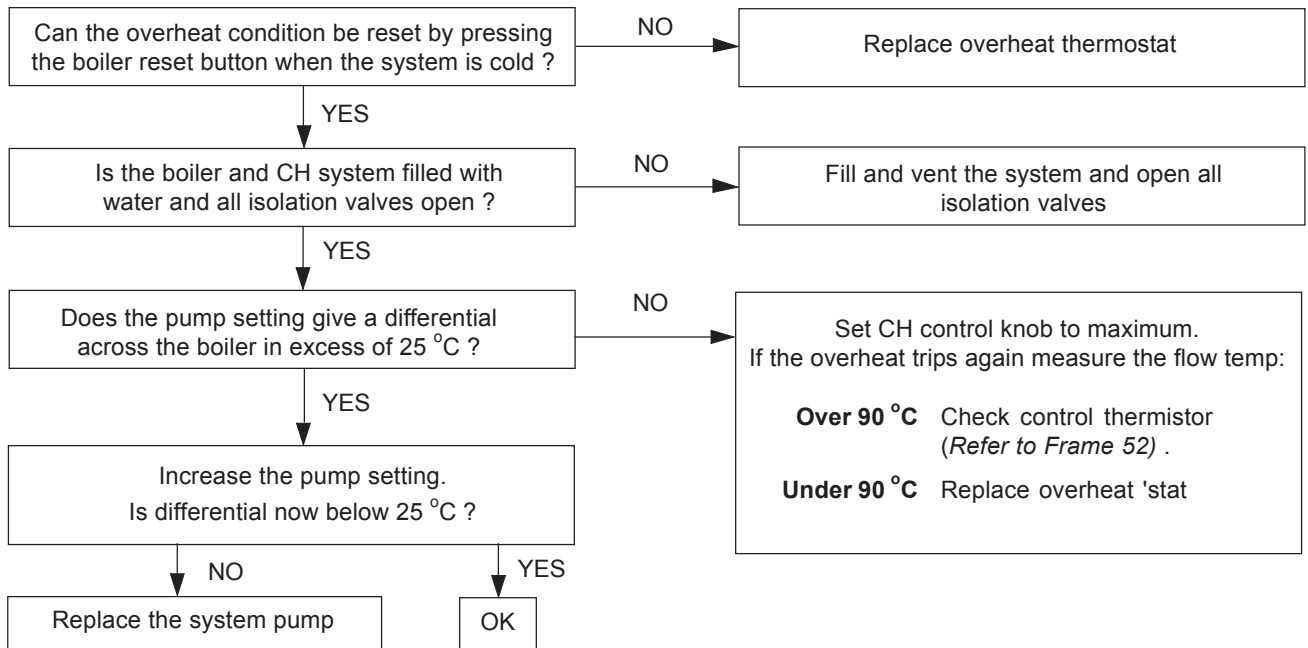 Can the overheat condition be reset by pressing
the boiler reset button when the system is cold ?
NO
Replace overheat thermostat
YES
Is the boiler and CH system filled with
water and all isolation valves open ?
NO
Fill and vent the system and open all
isolation valves
YES
Does the pump setting give a differential
across the boiler in excess of 25 °C ?
NO
Set CH control knob to maximum.
If the overheat trips again measure the flow temp:
Over 90 °C Check control thermistor
(Refer to Frame 52) .
Under 90 °C Replace overheat 'stat
YES
Increase the pump setting.
Is differential now below 25 °C ?
NO
YES
Replace the system pump
OK